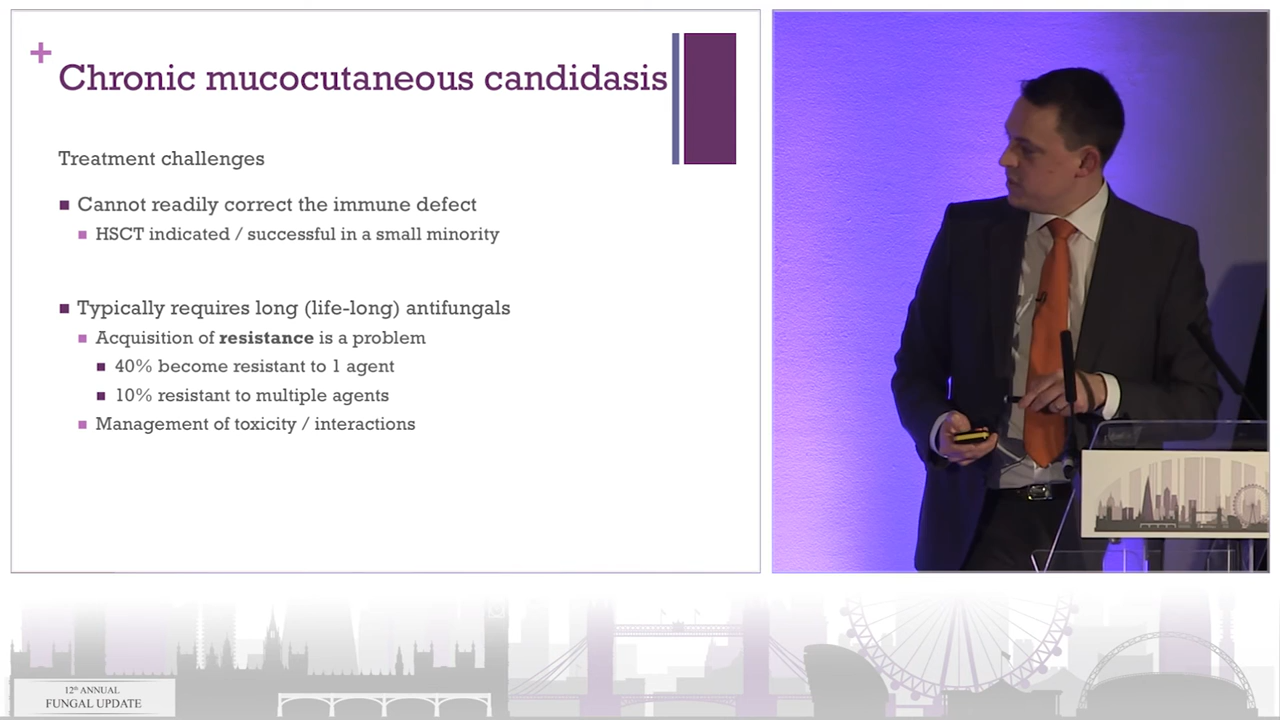 +
Chronic mucocutaneous candidasis
Treatment challenges
■ Cannot readily correct the immune defect
■ HSCT indicated / successful in a small minority
■ Typically requires long (life-long) antifungals
■ Acquisition of resistance is a problem
■ 40% become resistant to 1 agent
■ 10% resistant to multiple agents
■ Management of toxicity / interactions
12th ANNUAL
FUNGAL UPDATE